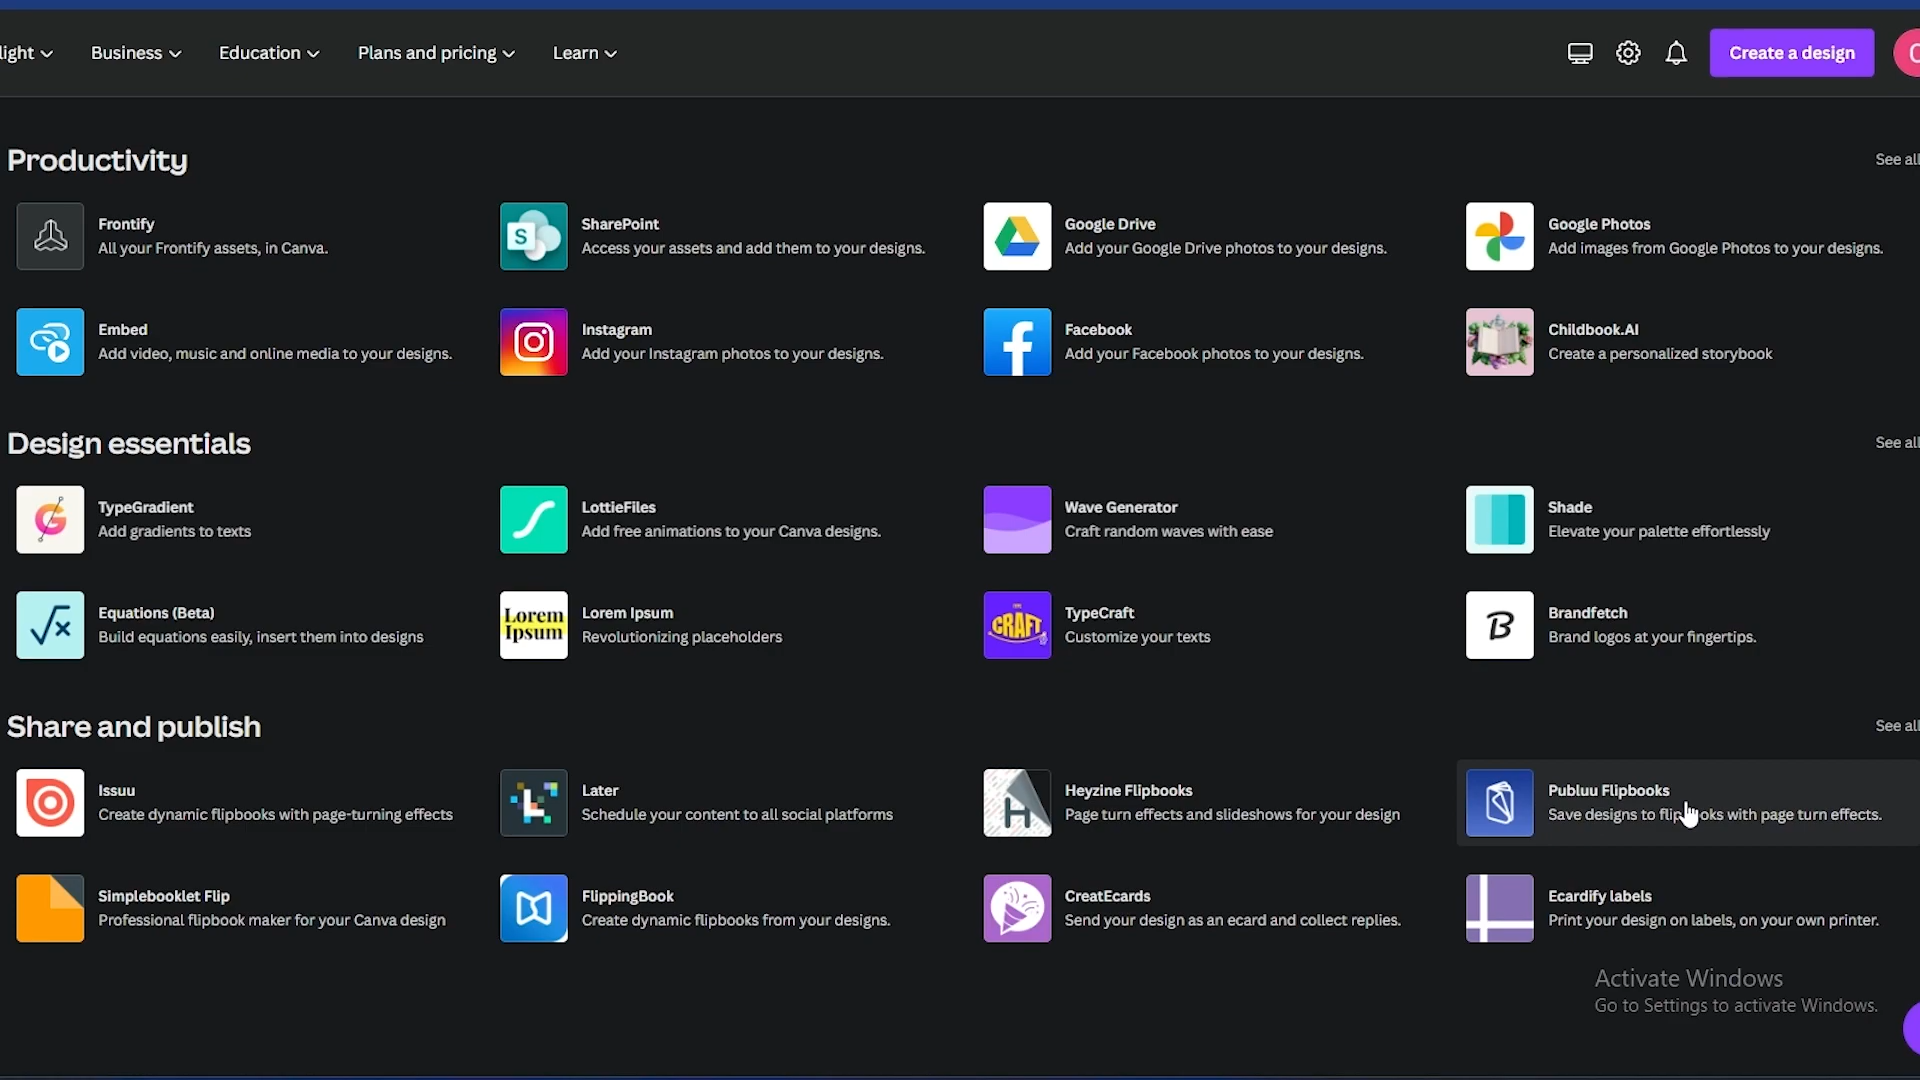 light
Business
Education
Plans and pricing
Learn
Create a design
C
Productivity
See all
Frontify
All your Frontify assets, in Canva.
S
SharePoint
Access your assets and add them to your designs.
Google Drive
Add your Google Drive photos to your designs.
Google Photos
Add images from Google Photos to your designs.
Embed
Add video, music and online media to your designs.
Instagram
Add your Instagram photos to your designs.
Facebook
Add your Facebook photos to your designs.
Childbook.AI
Create a personalized storybook
Design essentials
See all
TypeGradient
Add gradients to texts
LottieFiles
Add free animations to your Canva designs.
Wave Generator
Craft random waves with ease
Shade
Elevate your palette effortlessly
√x
Equations (Beta)
Build equations easily, insert them into designs
Lorem
Ipsum
Lorem Ipsum
Revolutionizing placeholders
CRAFT
TypeCraft
Customize your texts
B
Brandfetch
Brand logos at your fingertips.
Share and publish
See all
Issuu
Create dynamic flipbooks with page-turning effects
Later
Schedule your content to all social platforms
H
Heyzine Flipbooks
Page turn effects and slideshows for your design
Publuu Flipbooks
Save designs to flipbooks with page turn effects.
Simplebooklet Flip
Professional flipbook maker for your Canva design
FlippingBook
Create dynamic flipbooks from your designs.
CreatEcards
Send your design as an ecard and collect replies.
Ecardify labels
Print your design on labels, on your own printer.
Activate Windows
Go to Settings to activate Windows.